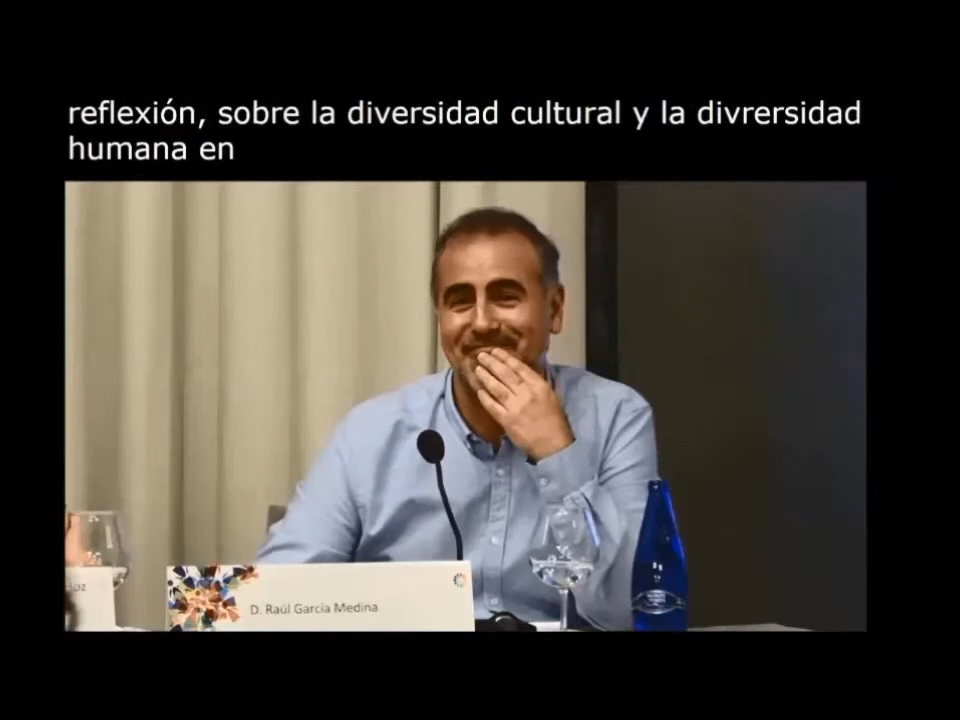 reflexión, sobre la diversidad cultural y la divrersidad
humana en
D. Raúl García Medina